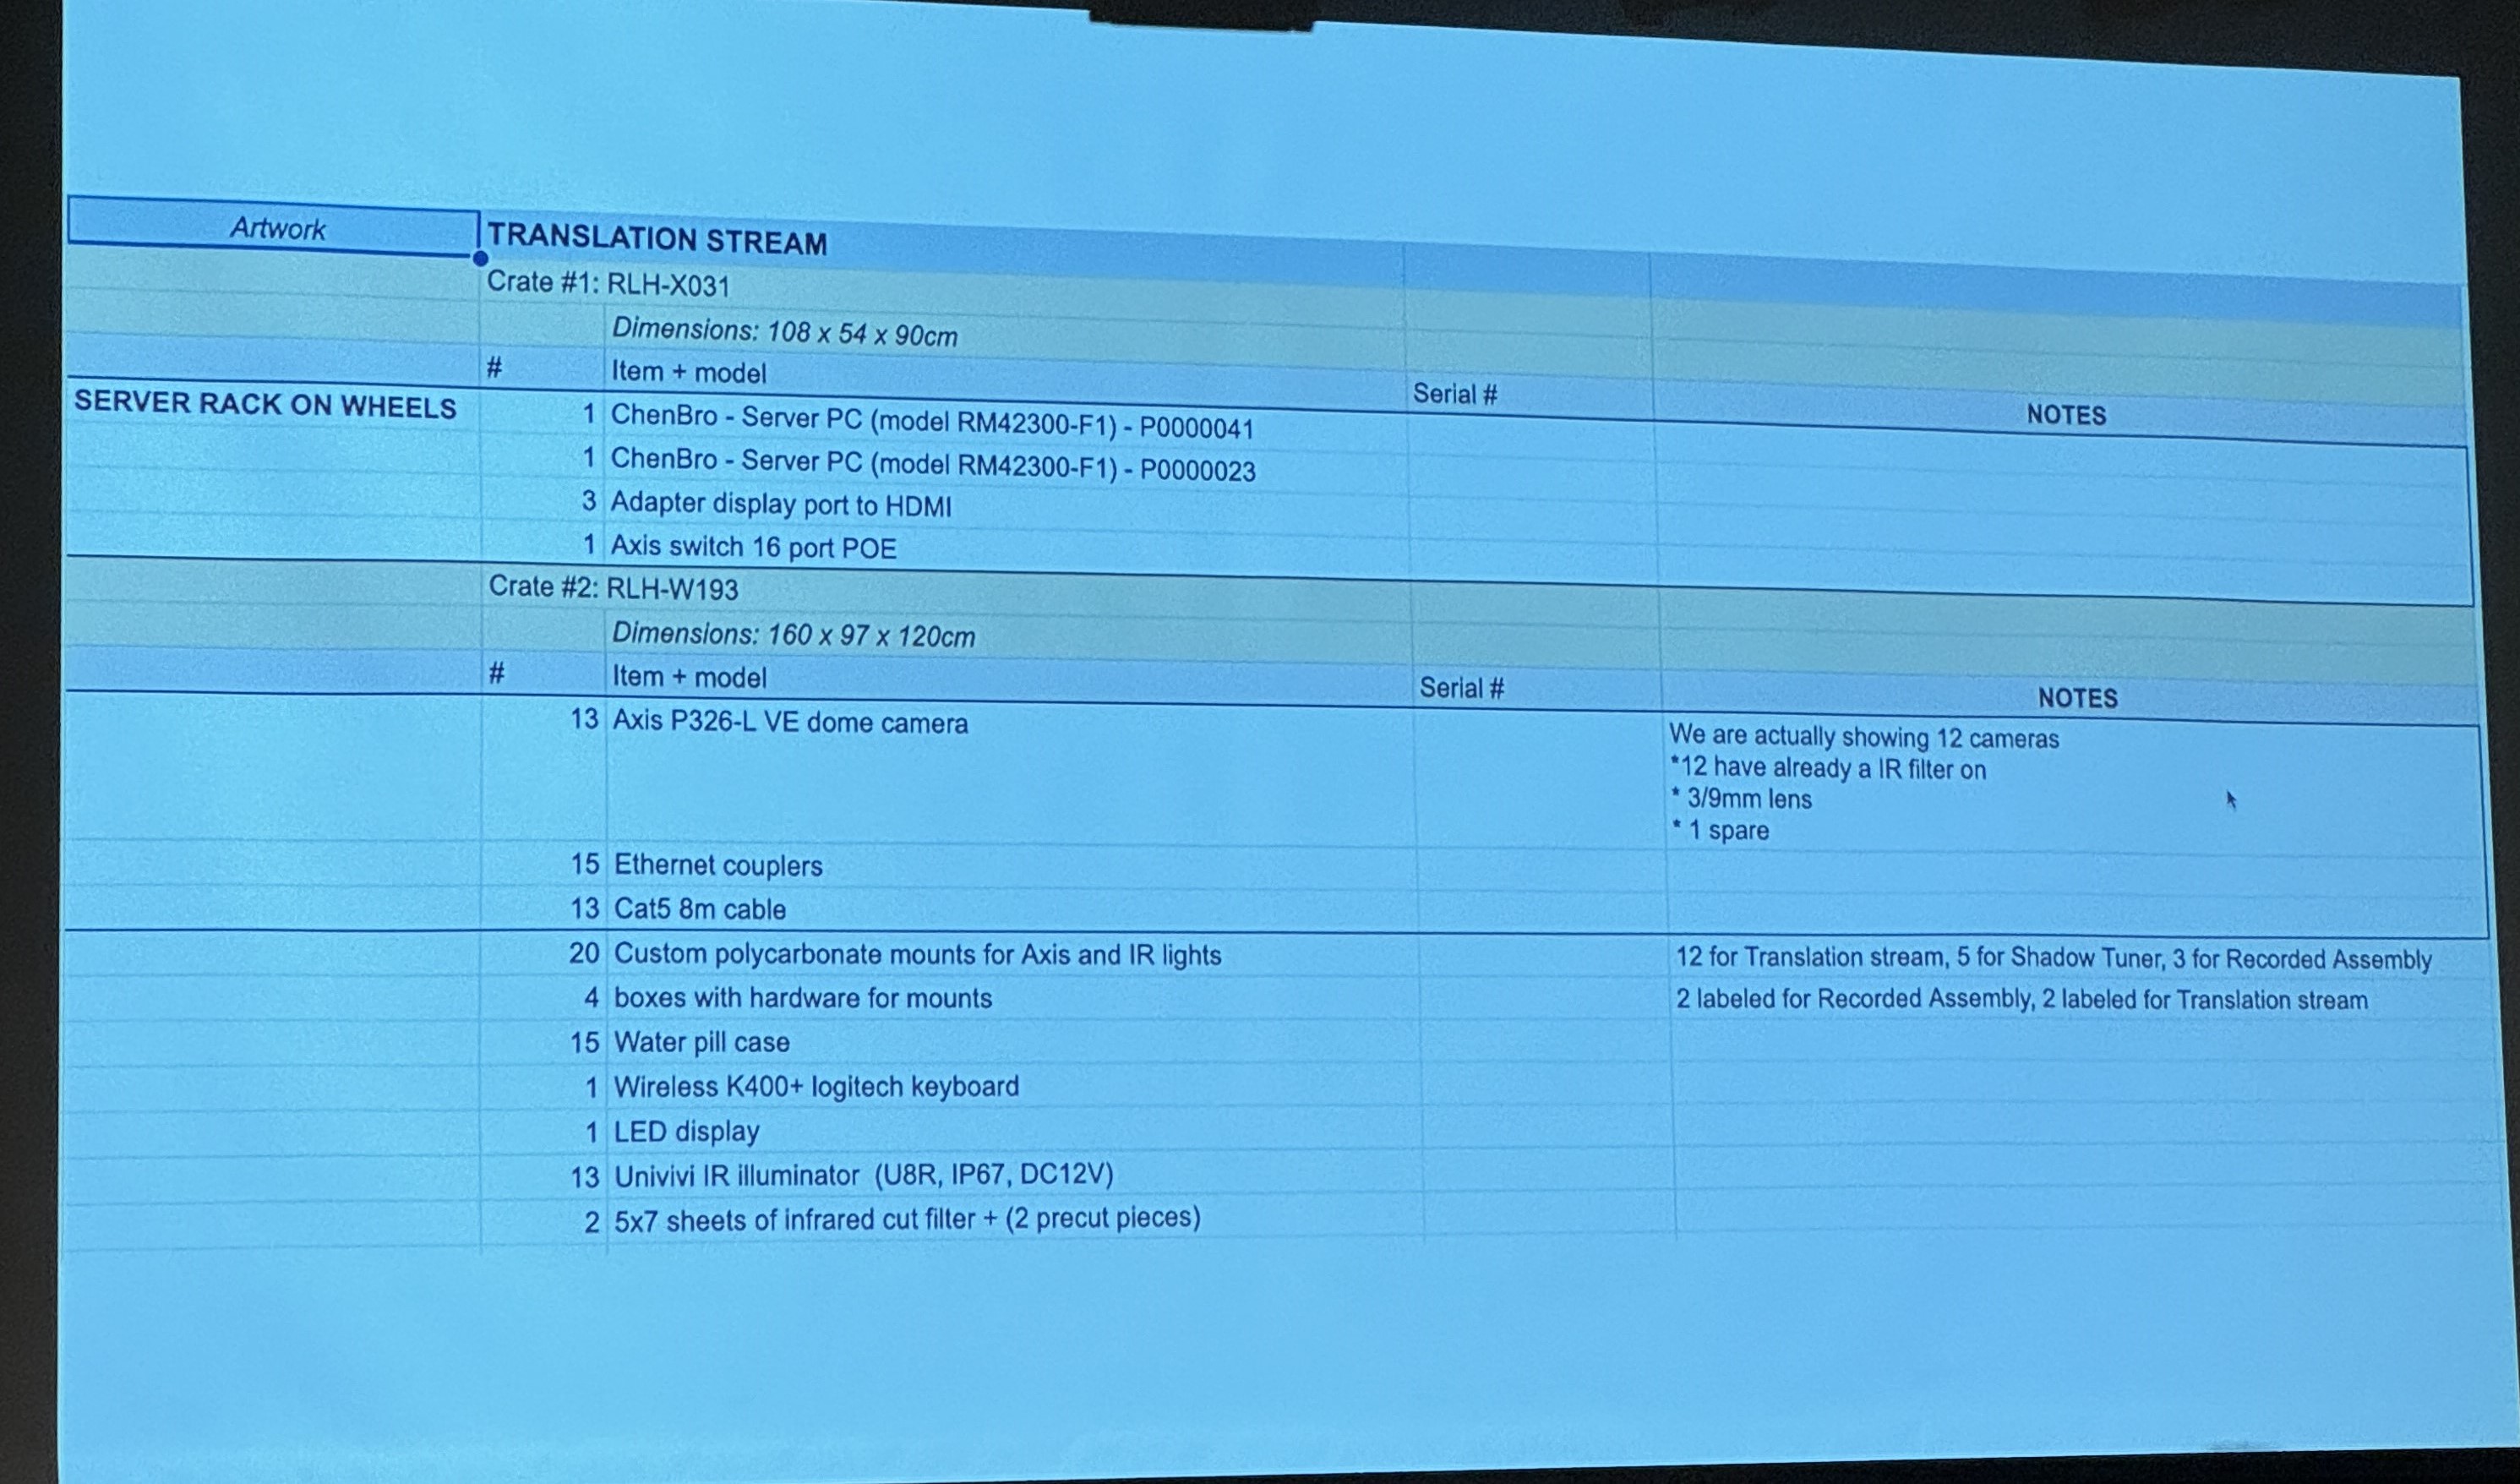 Artwork TRANSLATION STREAM
Crate #1: RLH-X031
Dimensions: 108 x 54 x 90cm
# Item + model Serial # NOTES
SERVER RACK ON WHEELS 1 ChenBro - Server PC (model RM42300-F1) - P0000041
1 ChenBro - Server PC (model RM42300-F1) - P0000023
3 Adapter display port to HDMI
1 Axis switch 16 port POE
Crate #2: RLH-W193
Dimensions: 160 x 97 x 120cm
# Item + model Serial # NOTES
13 Axis P326-L VE dome camera We are actually showing 12 cameras
*12 have already a IR filter on
* 3/9mm lens
* 1 spare
15 Ethernet couplers
13 Cat5 8m cable
20 Custom polycarbonate mounts for Axis and IR lights 12 for Translation stream, 5 for Shadow Tuner, 3 for Recorded Assembly
4 boxes with hardware for mounts 2 labeled for Recorded Assembly, 2 labeled for Translation stream
15 Water pill case
1 Wireless K400+ logitech keyboard
1 LED display
13 Univivi IR illuminator (U8R, IP67, DC12V)
2 5x7 sheets of infrared cut filter + (2 precut pieces)